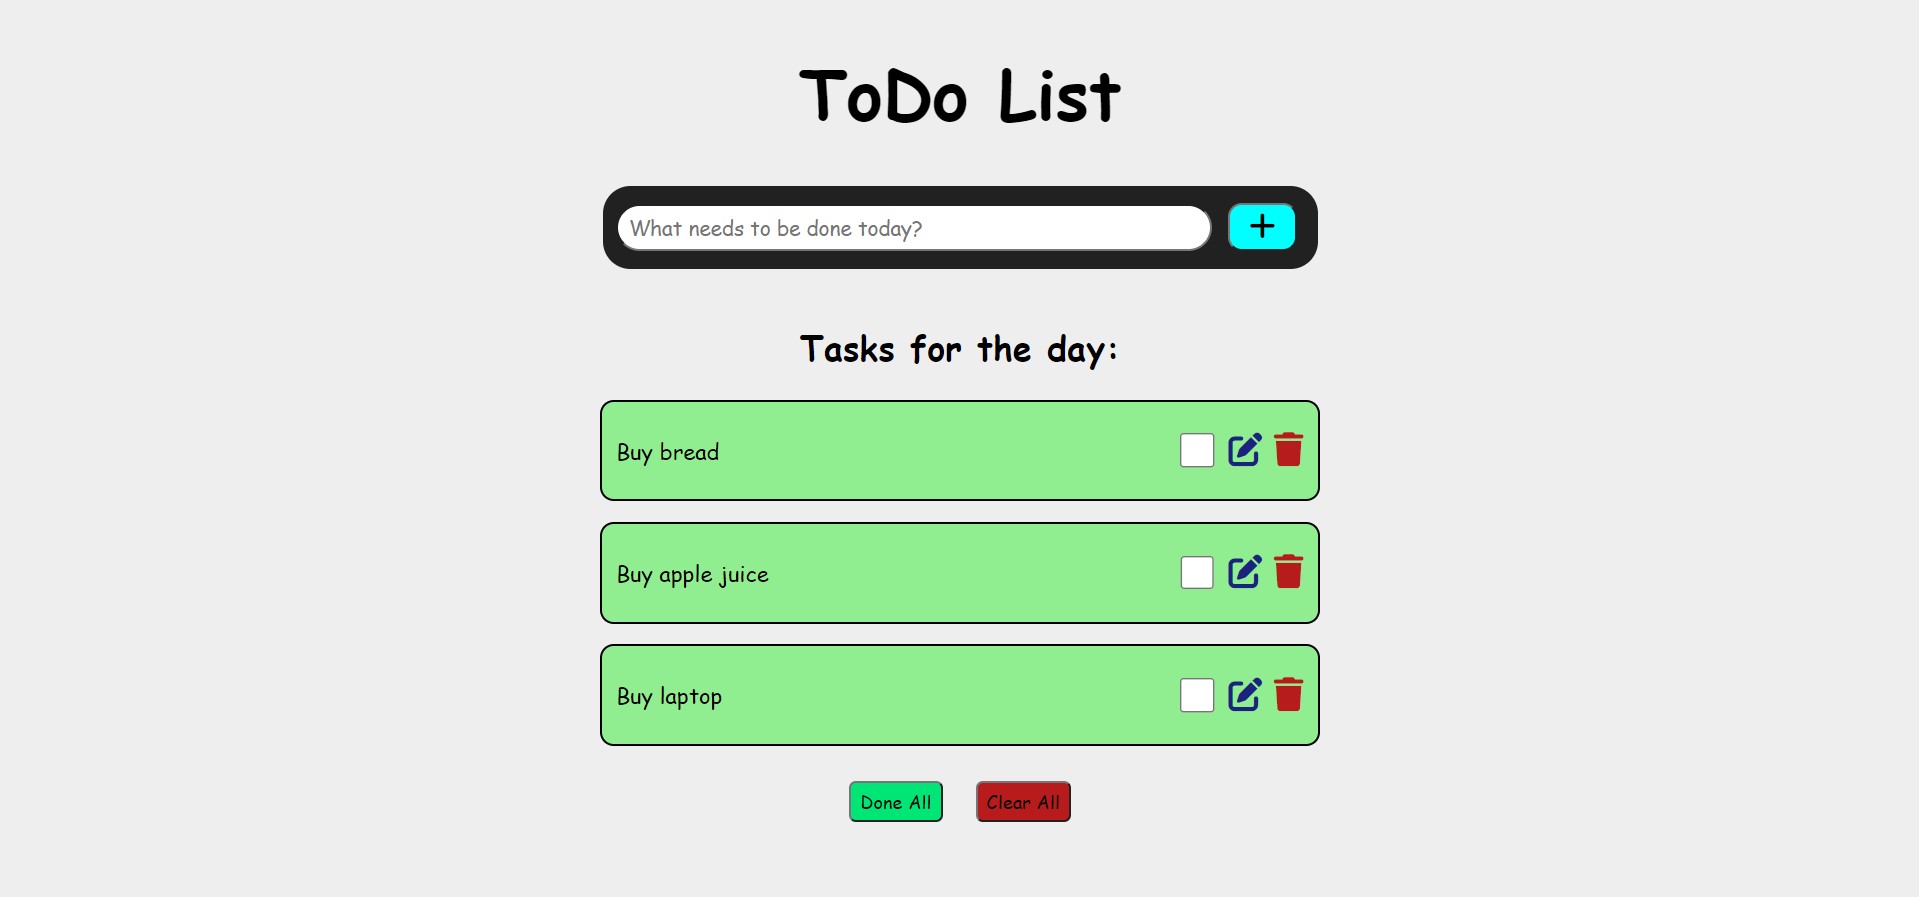 ToDo List
What needs to be done today?
Tasks for the day:
Buy bread
Buy apple juice
Buy laptop
Done All
Clear All